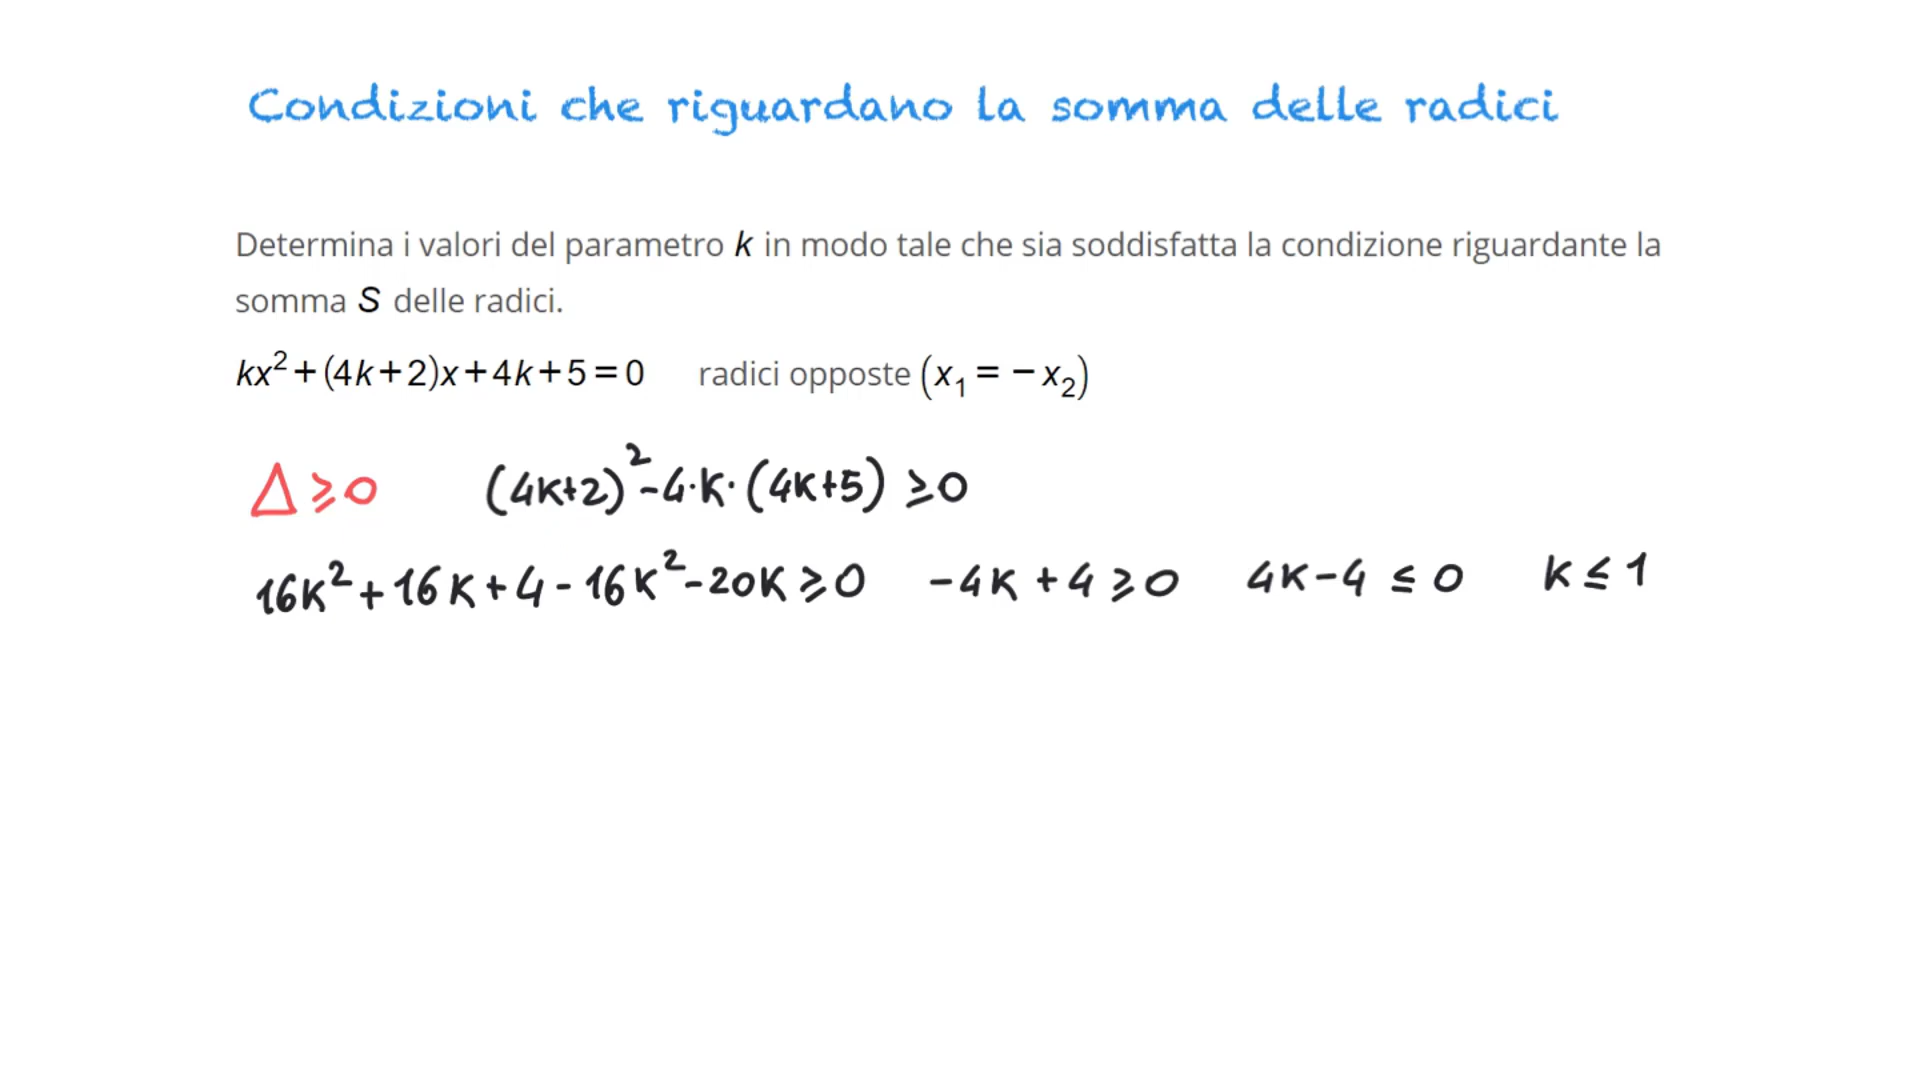 Condizioni che riguardano la somma delle radici
Determina i valori del parametro k in modo tale che sia soddisfatta la condizione riguardante la
somma S delle radici.
kx²+(4k+2)x+4k+5=0 radici opposte (x₁=−x₂)
Δ≥0 (4K+2)²-4·K·(4K+5)≥0
16K²+16K+4-16K²-20K≥0 -4K+4≥0 4K-4≤0 K≤1